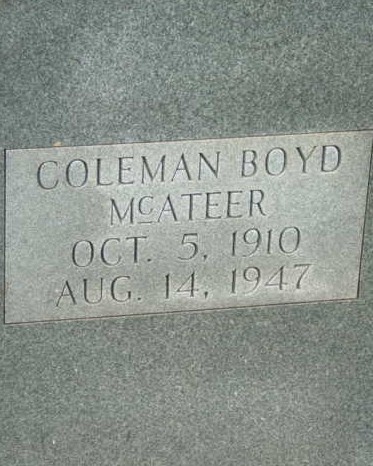 COLEMAN BOYD
McATEER
OCT. 5, 1910
AUG. 14, 1947